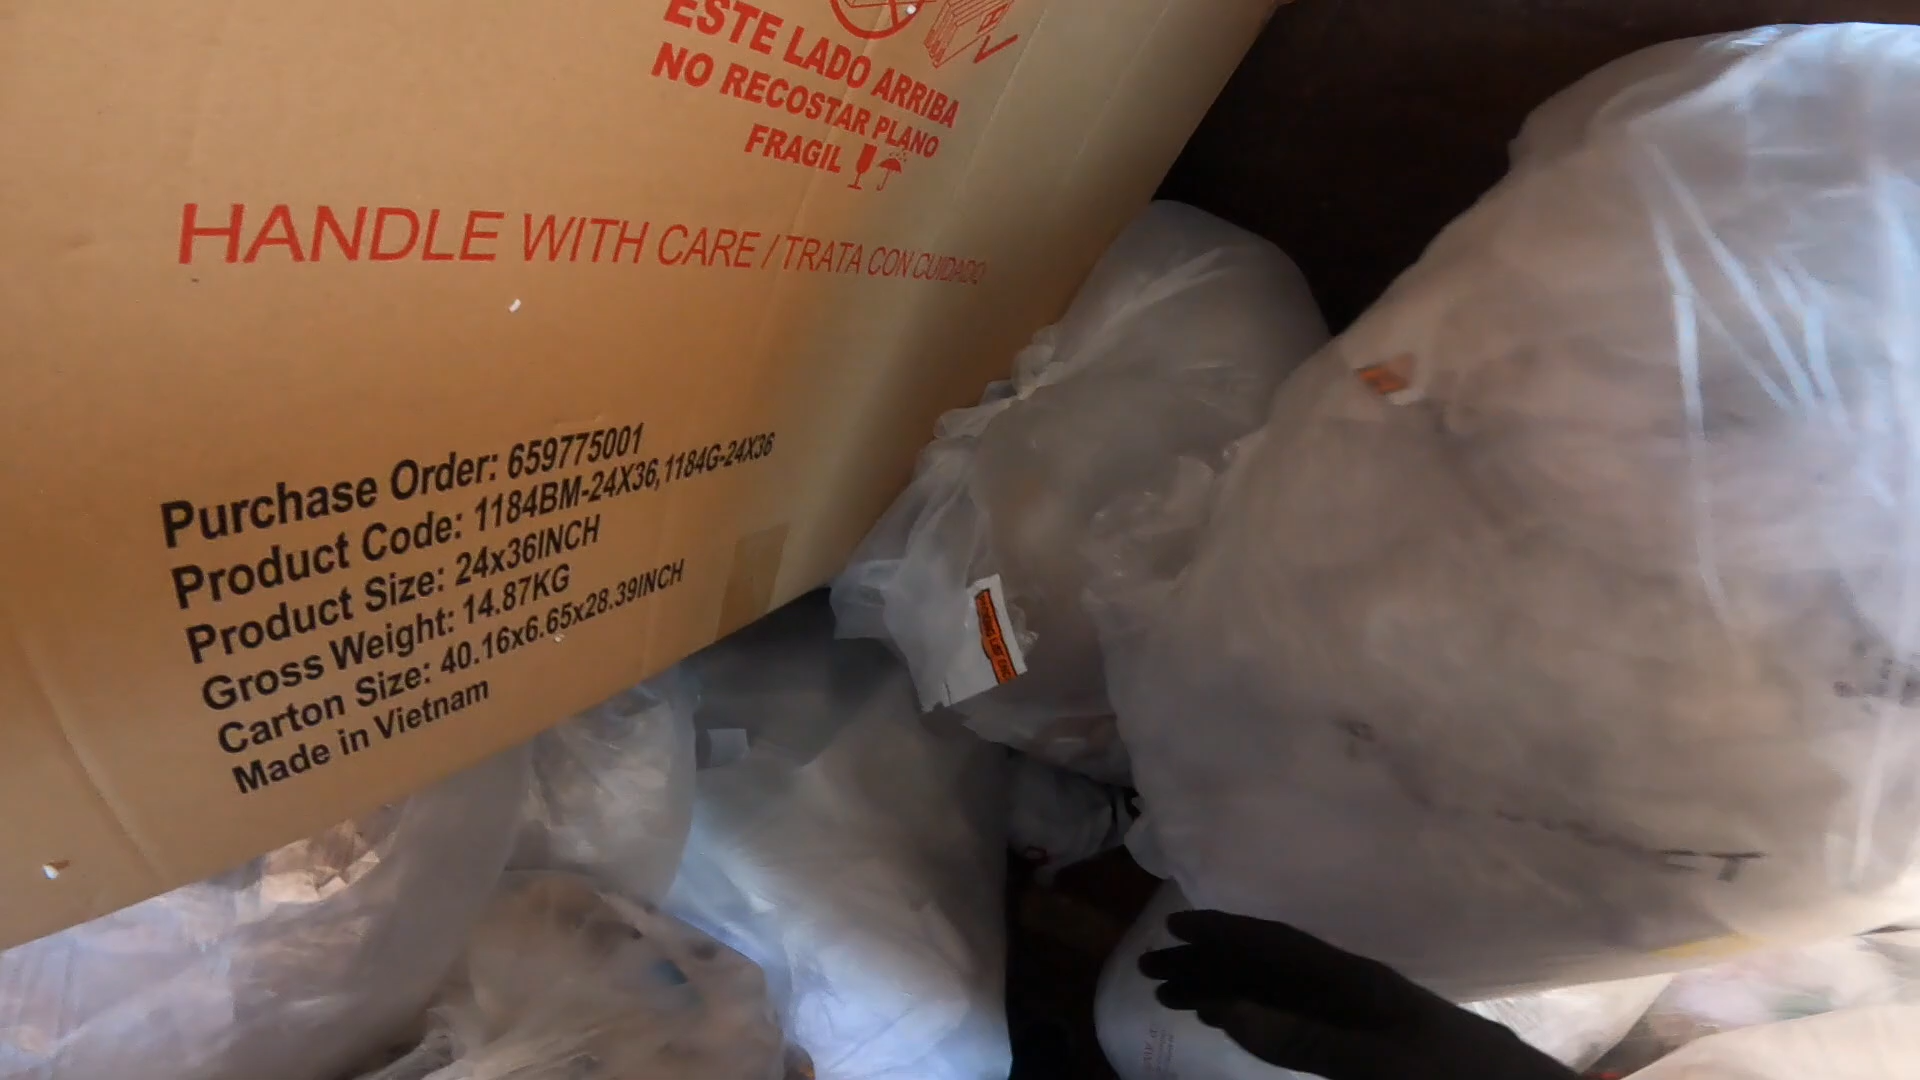 ESTE LADO ARRIBA
NO RECOSTAR PLANO
FRAGIL
HANDLE WITH CARE / TRATA CON CUIDADO
Purchase Order: 659775001
Product Code: 1184BM-24X36,1184G-24X36
Product Size: 24x36INCH
Gross Weight: 14.87KG
Carton Size: 40.16x6.65x28.39INCH
Made in Vietnam